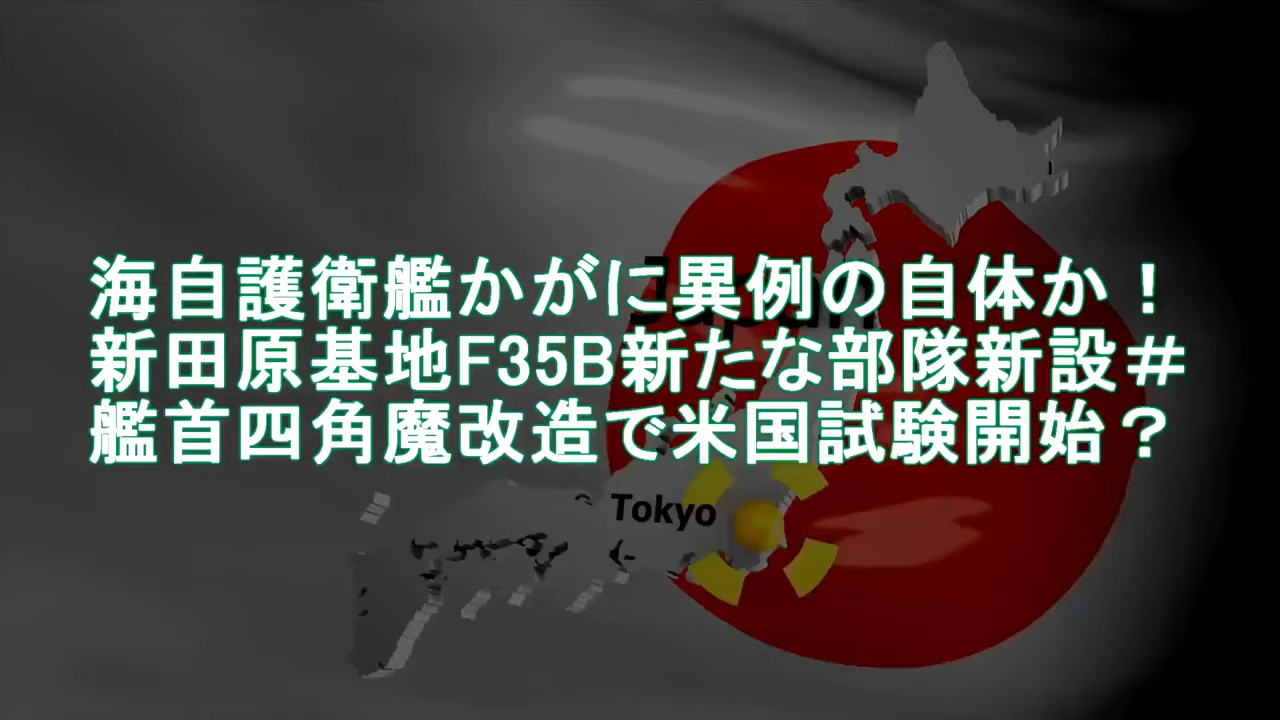 海自護衛艦かがに異例の自体か！
新田原基地F35B新たな部隊新設＃
艦首四角魔改造で米国試験開始？
Japan
Tokyo